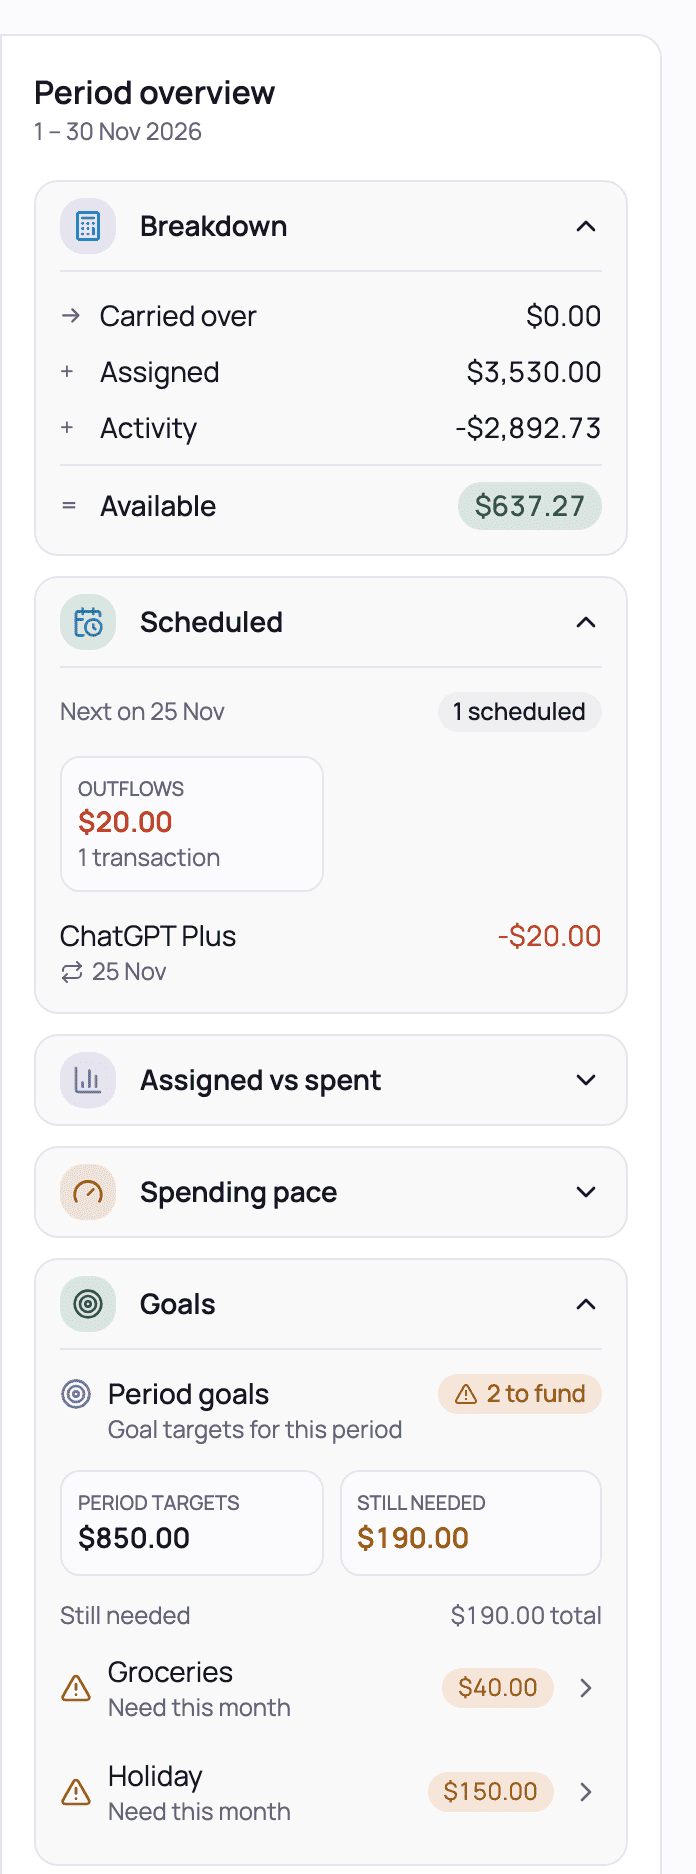 Period overview
1 – 30 Nov 2026
Breakdown
→ Carried over $0.00
+ Assigned $3,530.00
+ Activity -$2,892.73
= Available $637.27
Scheduled
Next on 25 Nov 1 scheduled
OUTFLOWS
$20.00
1 transaction
ChatGPT Plus -$20.00
25 Nov
Assigned vs spent
Spending pace
Goals
Period goals 2 to fund
Goal targets for this period
PERIOD TARGETS STILL NEEDED
$850.00 $190.00
Still needed $190.00 total
Groceries $40.00
Need this month
Holiday $150.00
Need this month